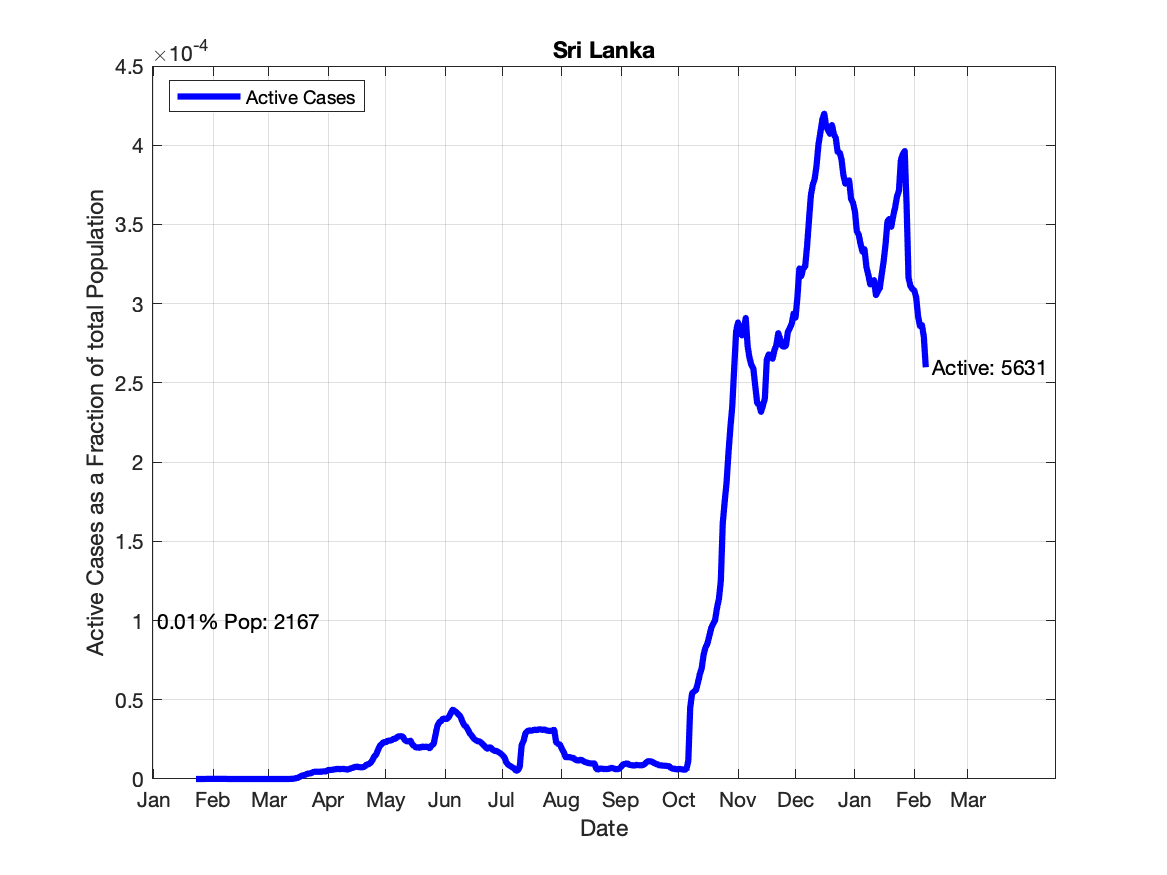 Sri Lanka
×10-4
4.5
4
3.5
3
2.5
2
1.5
1
0.5
0
Active Cases
Active: 5631
0.01% Pop: 2167
Active Cases as a Fraction of total Population
Jan Feb Mar Apr May Jun Jul Aug Sep Oct Nov Dec Jan Feb Mar
Date